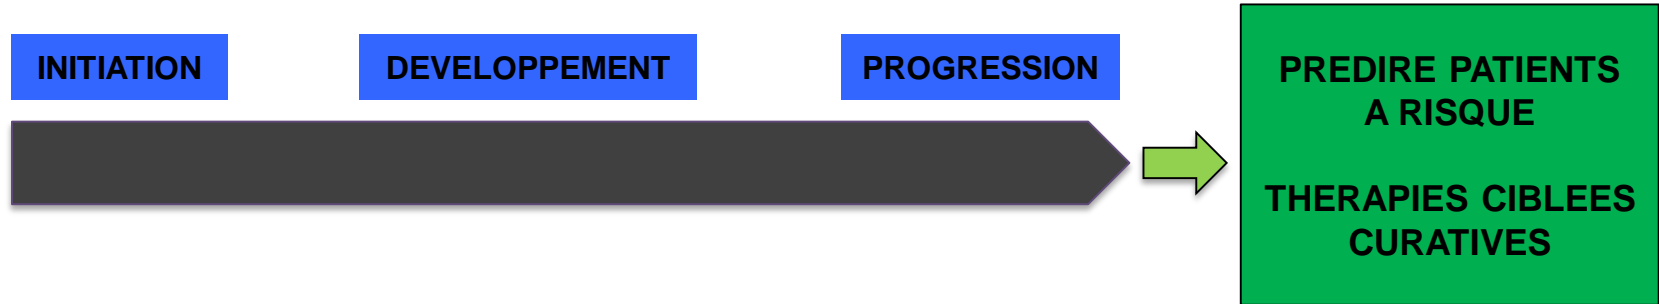 INITIATION
DEVELOPPEMENT
PROGRESSION
PREDIRE PATIENTS
A RISQUE
THERAPIES CIBLEES
CURATIVES